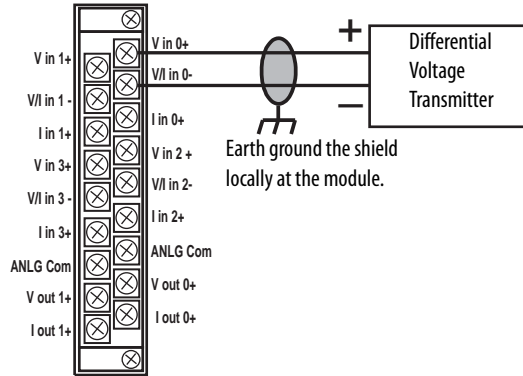 V in 0+
V in 1+
V/I in 0-
V/I in 1 -
I in 0+
I in 1+
V in 2 +
V in 3+
V/I in 2-
V/I in 3 -
I in 2+
I in 3+
ANLG Com
ANLG Com
V out 0+
V out 1+
I out 0+
I out 1+
+
–
Differential
Voltage
Transmitter
Earth ground the shield
locally at the module.